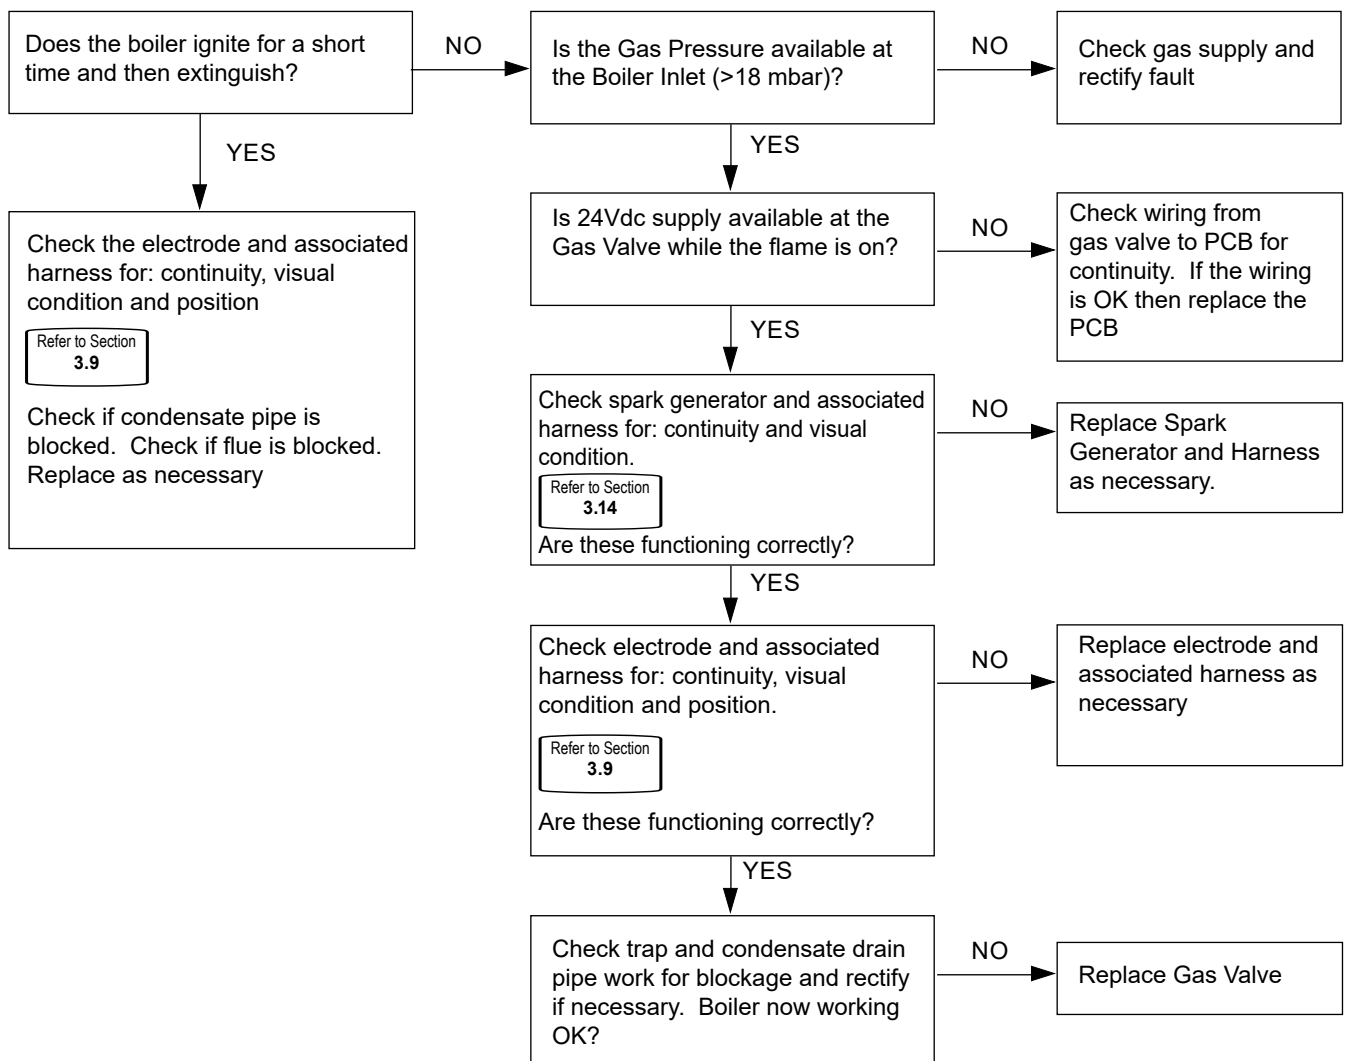 Does the boiler ignite for a short
time and then extinguish?
NO
Is the Gas Pressure available at
the Boiler Inlet (>18 mbar)?
NO
Check gas supply and
rectify fault
YES
YES
Check the electrode and associated
harness for: continuity, visual
condition and position
Refer to Section
3.9
Check if condensate pipe is
blocked.  Check if flue is blocked.
Replace as necessary
Is 24Vdc supply available at the
Gas Valve while the flame is on?
NO
Check wiring from
gas valve to PCB for
continuity.  If the wiring
is OK then replace the
PCB
YES
Check spark generator and associated
harness for: continuity and visual
condition.
Refer to Section
3.14
Are these functioning correctly?
NO
Replace Spark
Generator and Harness
as necessary.
YES
Check electrode and associated
harness for: continuity, visual
condition and position.
Refer to Section
3.9
Are these functioning correctly?
NO
Replace electrode and
associated harness as
necessary
YES
Check trap and condensate drain
pipe work for blockage and rectify
if necessary.  Boiler now working
OK?
NO
Replace Gas Valve